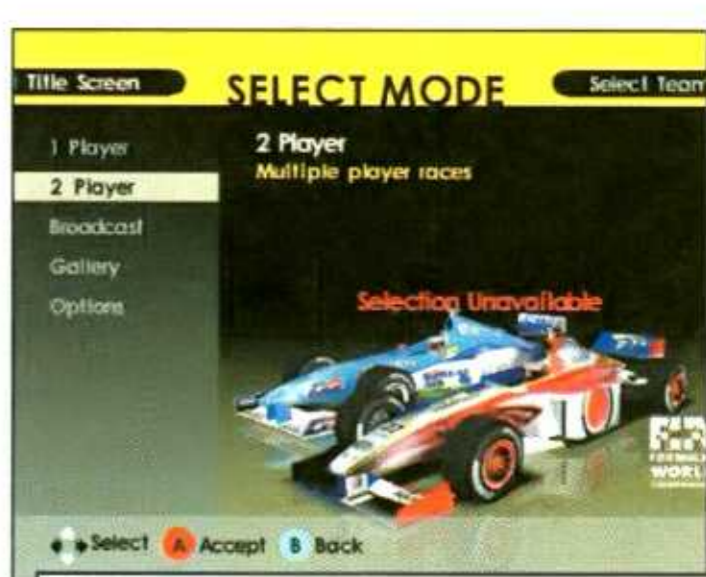 Title Screen
SELECT MODE
Select Team
1 Player
2 Player
Broadcast
Gallery
Options
2 Player
Multiple player races
Selection Unavailable
WORL
Select A Accept B Back